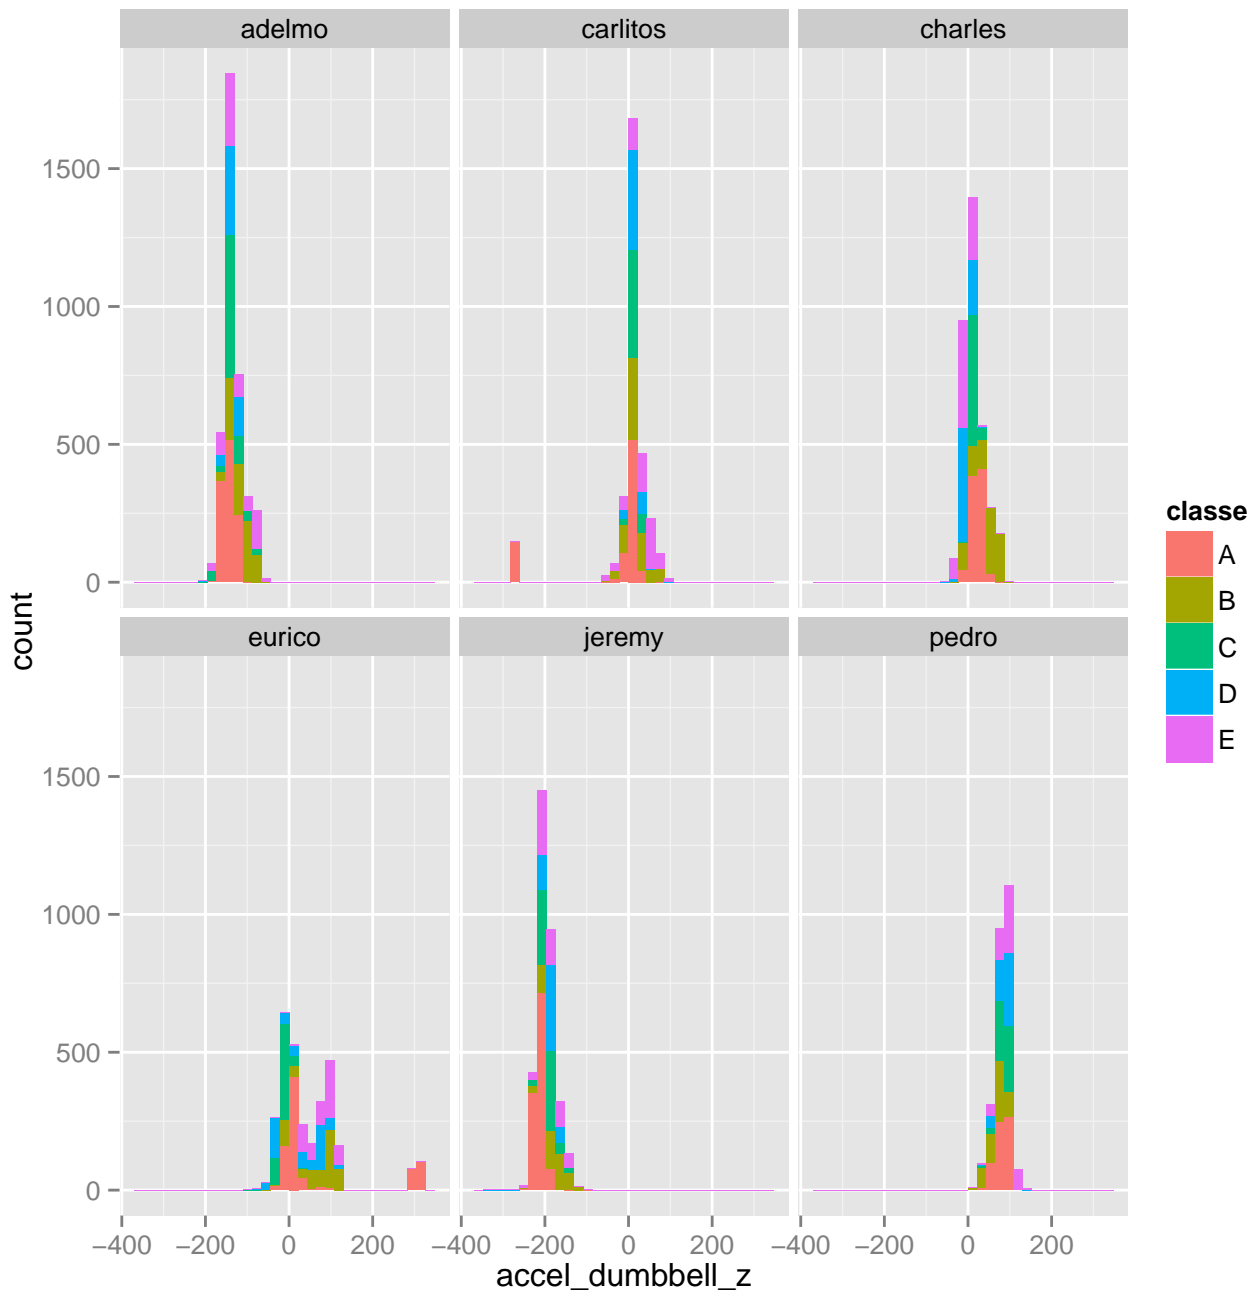 adelmo carlitos charles
1500
1000
500
0
eurico jeremy pedro
1500
1000
500
0
−400 −200 0 200 −400 −200 0 200 −400 −200 0 200
accel_dumbbell_z
count
classe
A
B
C
D
E